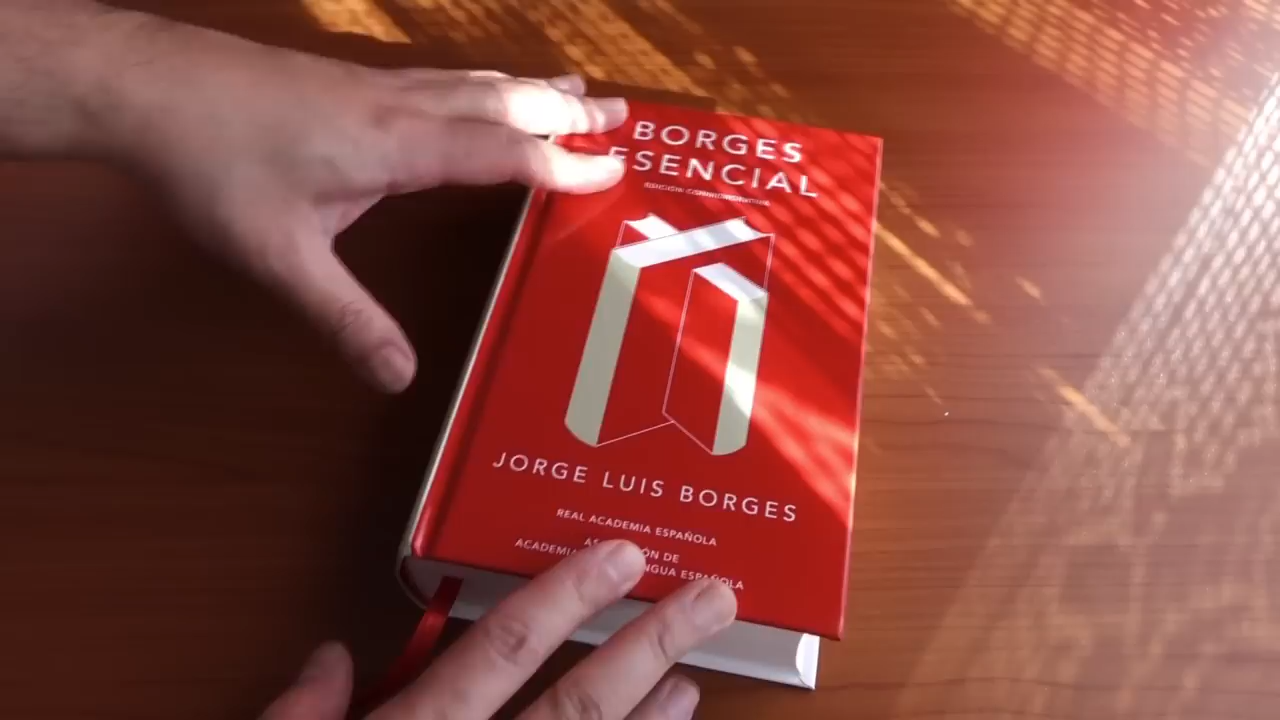 BORGES
ESENCIAL
JORGE LUIS BORGES
REAL ACADEMIA ESPAÑOLA
DE
ESPAÑOLA